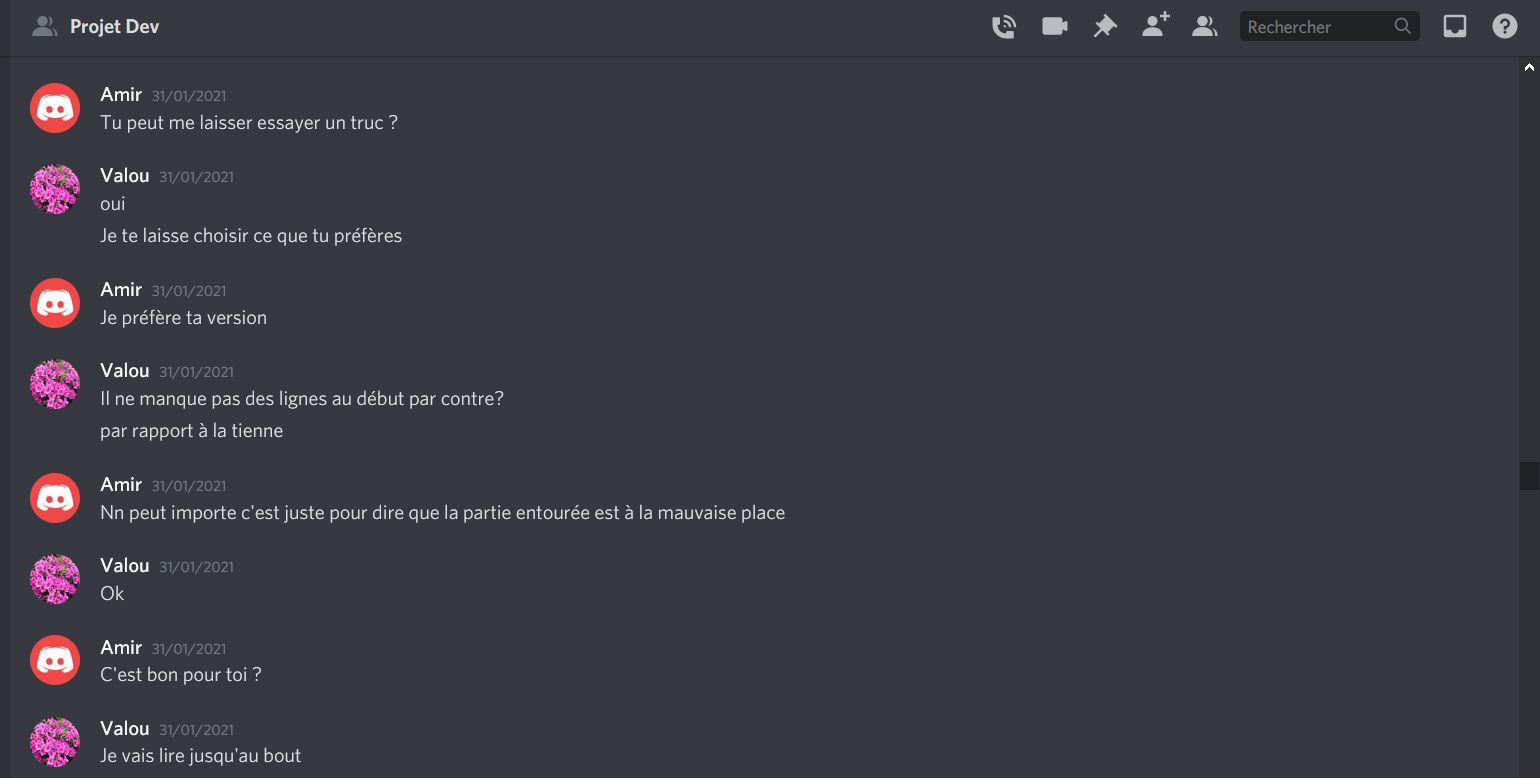 Projet Dev
Rechercher
Amir 31/01/2021
Tu peut me laisser essayer un truc ?
Valou 31/01/2021
oui
Je te laisse choisir ce que tu préfères
Amir 31/01/2021
Je préfère ta version
Valou 31/01/2021
Il ne manque pas des lignes au début par contre?
par rapport à la tienne
Amir 31/01/2021
Nn peut importe c'est juste pour dire que la partie entourée est à la mauvaise place
Valou 31/01/2021
Ok
Amir 31/01/2021
C'est bon pour toi ?
Valou 31/01/2021
Je vais lire jusqu'au bout